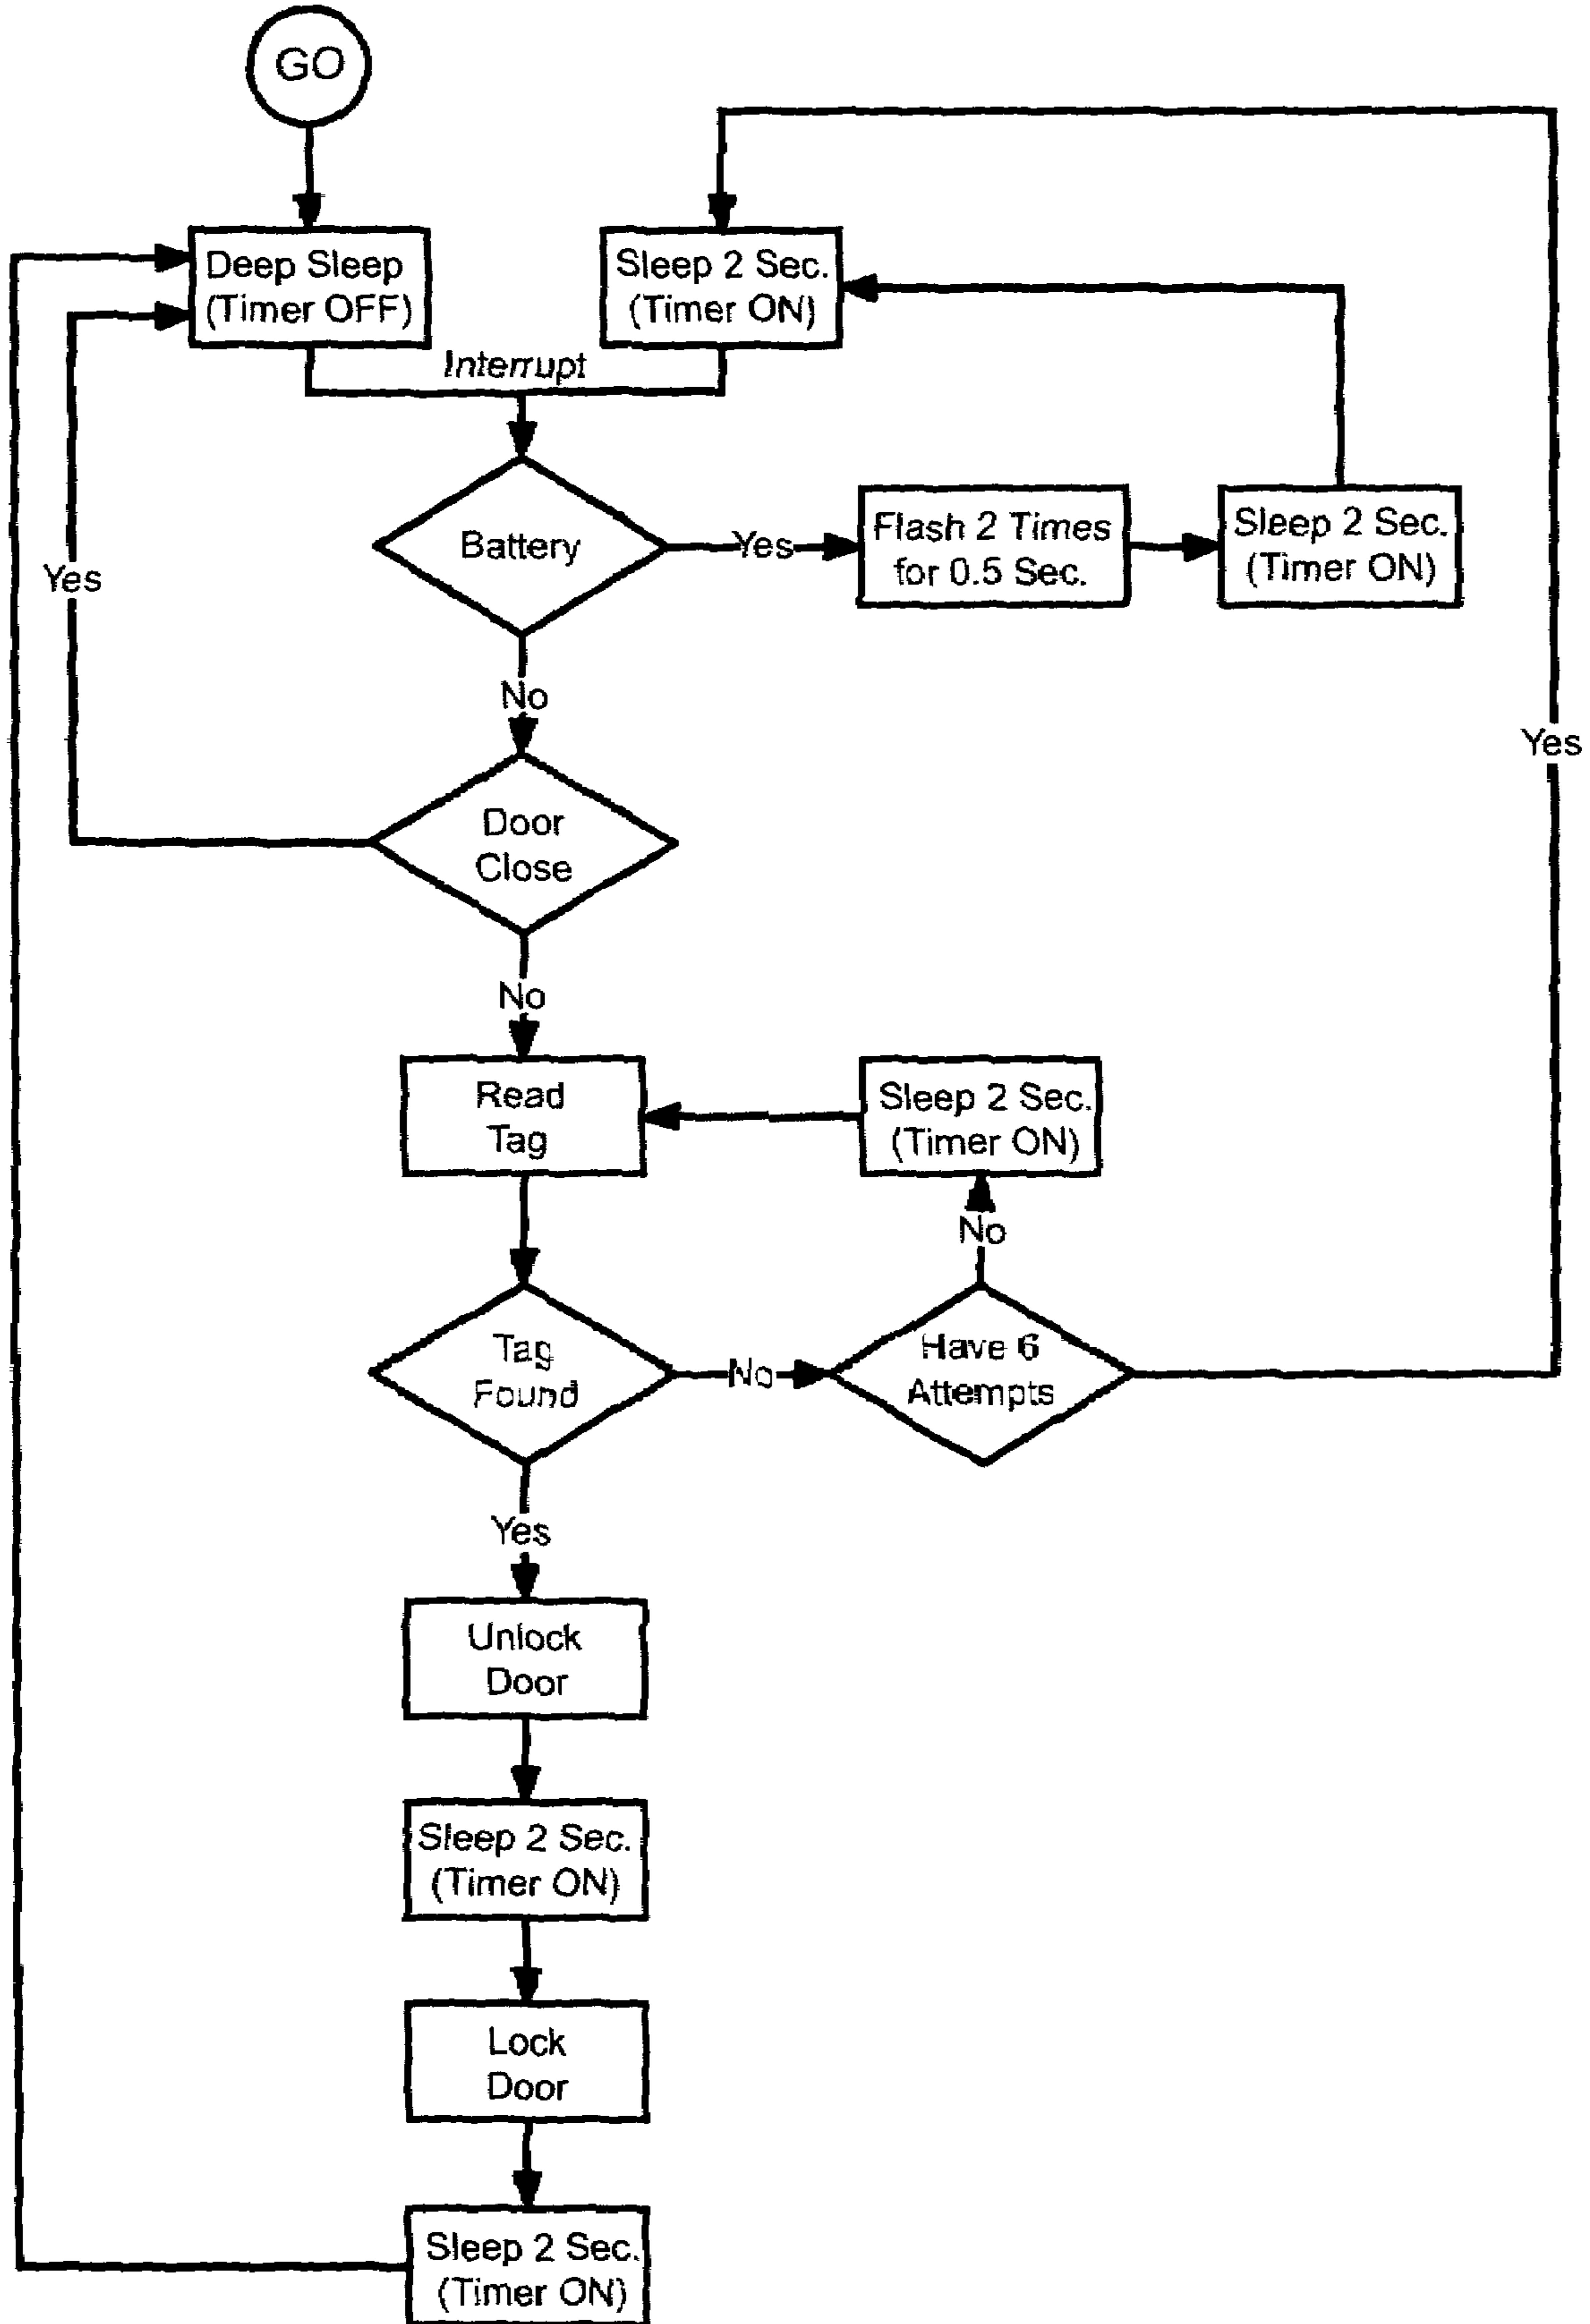 GO
Deep Sleep
(Timer OFF)
Sleep 2 Sec.
(Timer ON)
Interrupt
Battery
Yes
Flash 2 Times
for 0.5 Sec.
Sleep 2 Sec.
(Timer ON)
Yes
No
Yes
Door
Close
No
Read
Tag
Sleep 2 Sec.
(Timer ON)
No
Tag
Found
No
Have 6
Attempts
Yes
Unlock
Door
Sleep 2 Sec.
(Timer ON)
Lock
Door
Sleep 2 Sec.
(Timer ON)